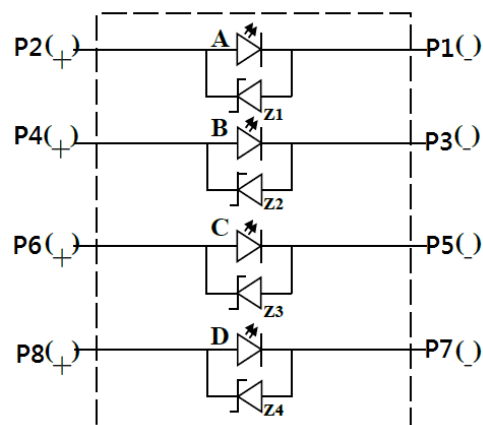 P2(+) A P1(-)
Z1
P4(+) B P3(-)
Z2
P6(+) C P5(-)
Z3
P8(+) D P7(-)
Z4